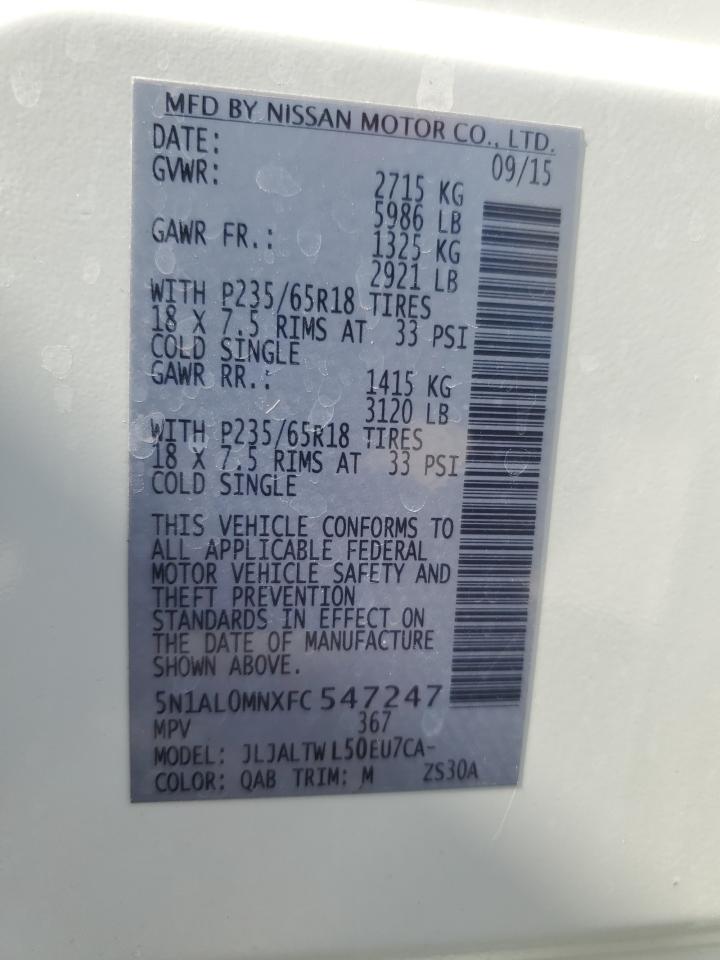 MFD BY NISSAN MOTOR CO., LTD.
DATE: 09/15
GVWR: 2715 KG
5986 LB
GAWR FR.: 1325 KG
2921 LB
WITH P235/65R18 TIRES
18 X 7.5 RIMS AT 33 PSI
COLD SINGLE
GAWR RR.: 1415 KG
3120 LB
WITH P235/65R18 TIRES
18 X 7.5 RIMS AT 33 PSI
COLD SINGLE
THIS VEHICLE CONFORMS TO
ALL APPLICABLE FEDERAL
MOTOR VEHICLE SAFETY AND
THEFT PREVENTION
STANDARDS IN EFFECT ON
THE DATE OF MANUFACTURE
SHOWN ABOVE.
5N1AL0MNXFC547247
MPV 367
MODEL: JLJALTWL50EU7CA-
COLOR: QAB TRIM: M ZS30A